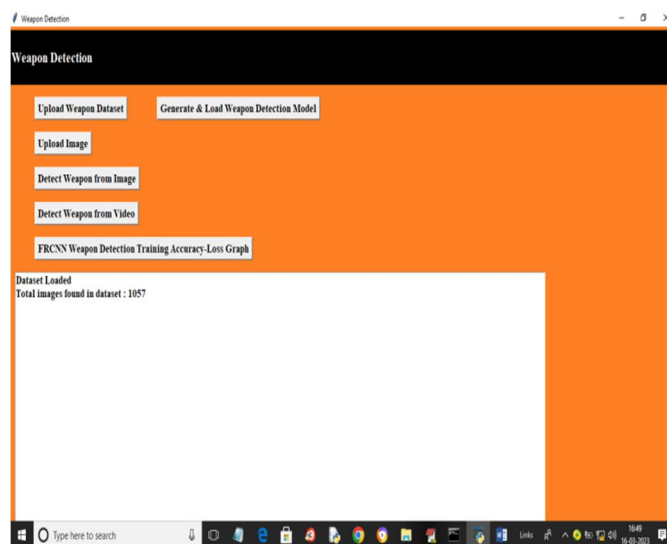 Weapon Detection
Weapon Detection
Upload Weapon Dataset
Generate & Load Weapon Detection Model
Upload Image
Detect Weapon from Image
Detect Weapon from Video
FRCNN Weapon Detection Training Accuracy-Loss Graph
Dataset Loaded
Total images found in dataset : 1057
Type here to search
Links
16:49
16-03-2023